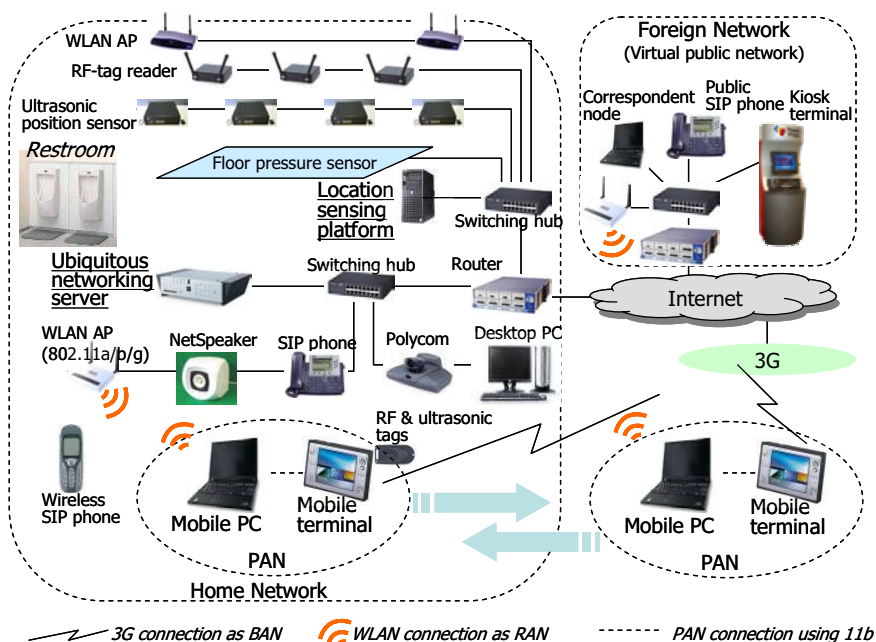 WLAN AP
RF-tag reader
Ultrasonic
position sensor
Restroom
Floor pressure sensor
Location
sensing
platform
Switching hub
Ubiquitous
networking
server
Switching hub
Router
WLAN AP
(802.11a/b/g)
NetSpeaker
SIP phone
Polycom
Desktop PC
RF & ultrasonic
tags
Wireless
SIP phone
Mobile PC
Mobile
terminal
PAN
Home Network
Foreign Network
(Virtual public network)
Correspondent
node
Public
SIP phone
Kiosk
terminal
Internet
3G
Mobile PC
Mobile
terminal
PAN
3G connection as BAN
WLAN connection as RAN
PAN connection using 11b